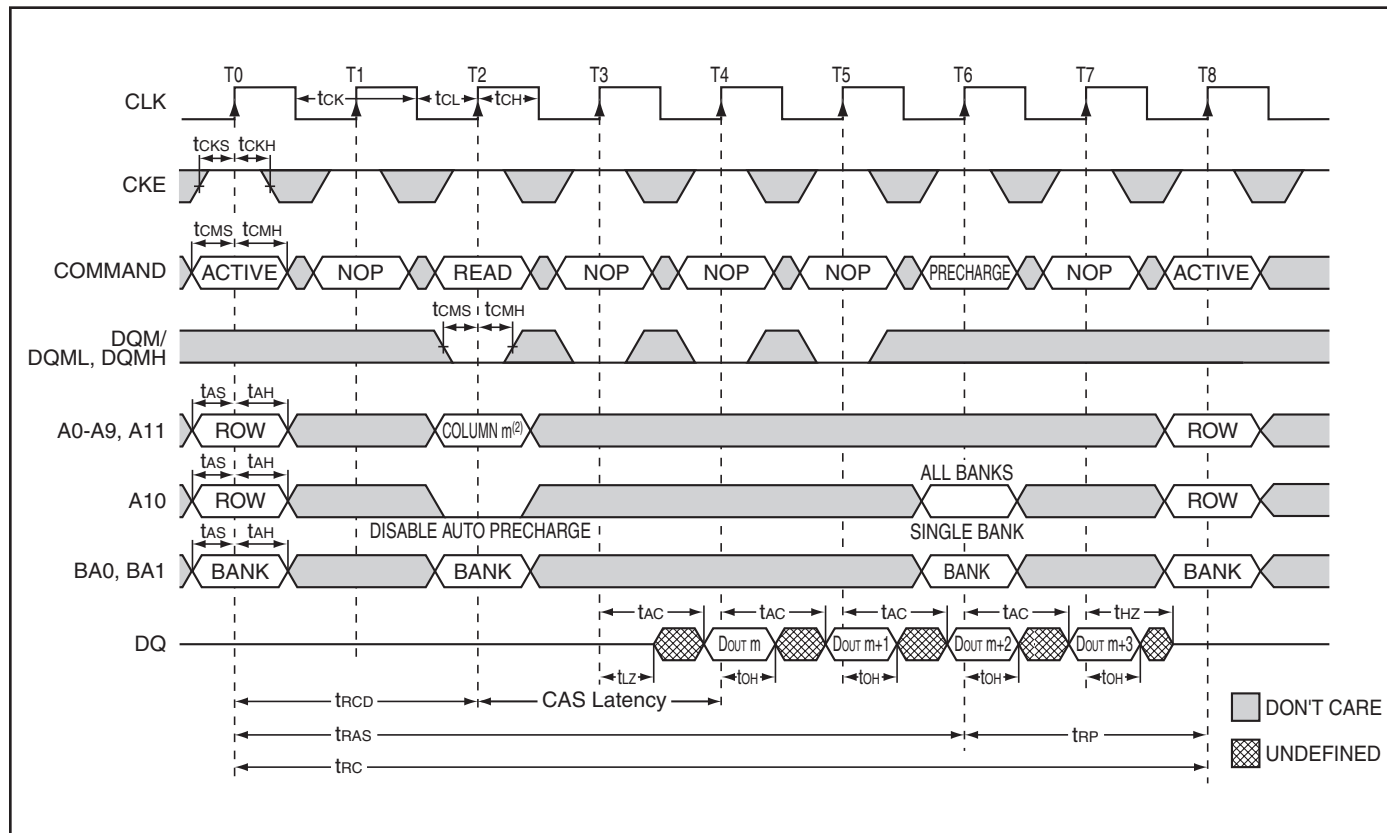 T0 T1 T2 T3 T4 T5 T6 T7 T8
CLK
tCK tCL tCH
tCKS tCKH
CKE
tCMS tCMH
COMMAND ACTIVE NOP READ NOP NOP NOP PRECHARGE NOP ACTIVE
tCMS tCMH
DQM/
DQML, DQMH
tAS tAH
A0-A9, A11 ROW COLUMN m(2) ROW
tAS tAH ALL BANKS
A10 ROW ROW
DISABLE AUTO PRECHARGE SINGLE BANK
tAS tAH
BA0, BA1 BANK BANK BANK BANK
tAC tAC tAC tAC tHZ
DQ DOUT m DOUT m+1 DOUT m+2 DOUT m+3
tLZ tOH tOH tOH tOH
tRCD CAS Latency
DON'T CARE
tRAS tRP
UNDEFINED
tRC